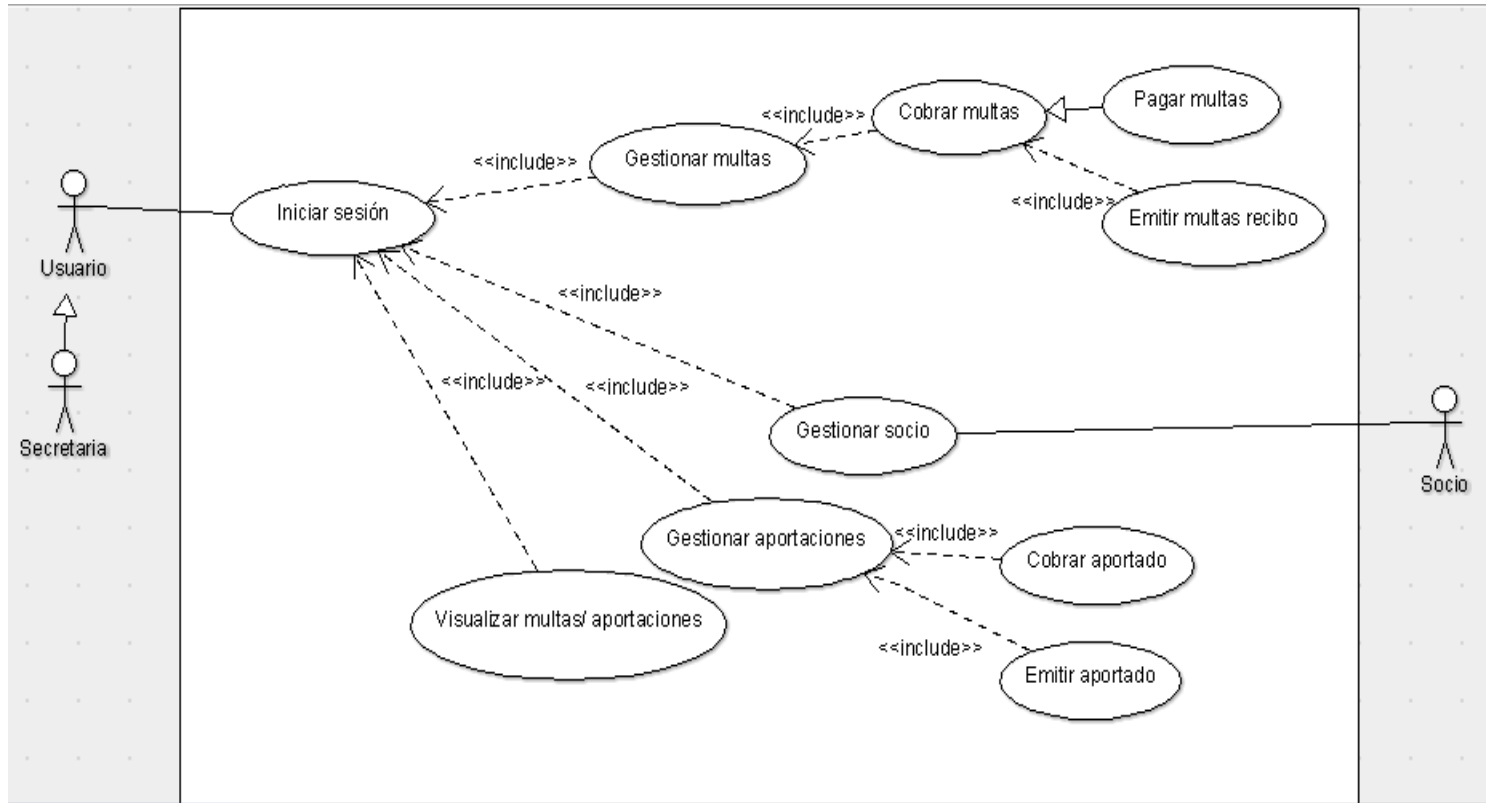 Pagar multas
<<include>>
Cobrar multas
<<include>>
Gestionar multas
<<include>>
Emitir multas recibo
Iniciar sesión
Usuario
<<include>>
<<include>>
<<include>>
Gestionar socio
Secretaria
Socio
Gestionar aportaciones
<<include>>
Cobrar aportado
Visualizar multas/ aportaciones
<<include>>
Emitir aportado